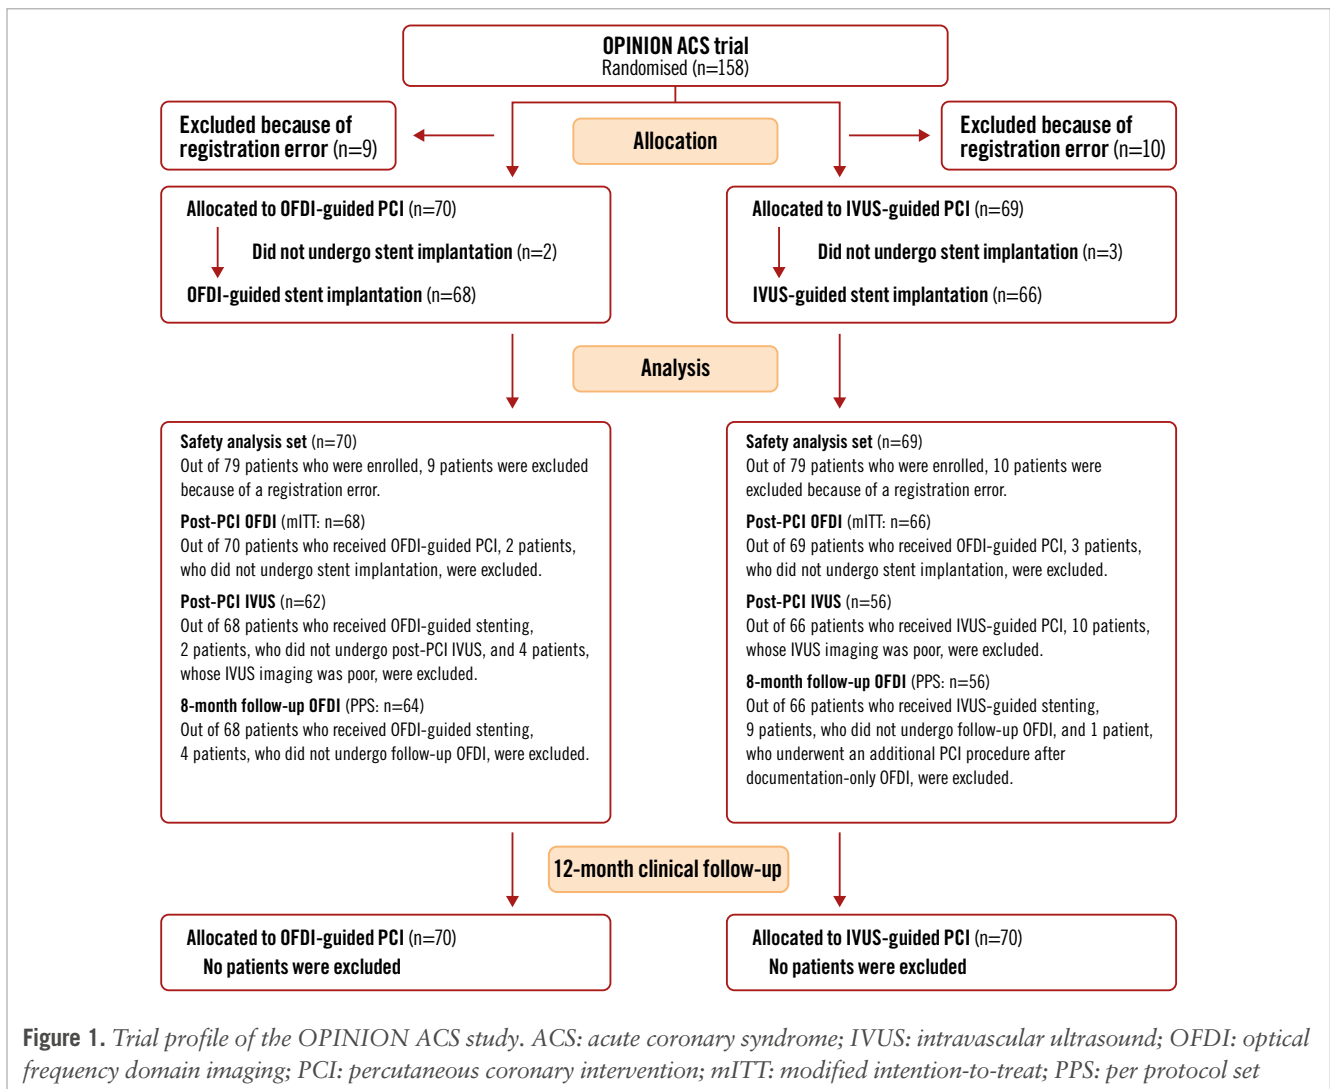 OPINION ACS trial
Randomised (n=158)
Excluded because of
registration error (n=9)
Allocation
Excluded because of
registration error (n=10)
Allocated to OFDI-guided PCI (n=70)
Did not undergo stent implantation (n=2)
OFDI-guided stent implantation (n=68)
Allocated to IVUS-guided PCI (n=69)
Did not undergo stent implantation (n=3)
IVUS-guided stent implantation (n=66)
Analysis
Safety analysis set (n=70)
Out of 79 patients who were enrolled, 9 patients were excluded
because of a registration error.
Post-PCI OFDI (mITT: n=68)
Out of 70 patients who received OFDI-guided PCI, 2 patients,
who did not undergo stent implantation, were excluded.
Post-PCI IVUS (n=62)
Out of 68 patients who received OFDI-guided stenting,
2 patients, who did not undergo post-PCI IVUS, and 4 patients,
whose IVUS imaging was poor, were excluded.
8-month follow-up OFDI (PPS: n=64)
Out of 68 patients who received OFDI-guided stenting,
4 patients, who did not undergo follow-up OFDI, were excluded.
Safety analysis set (n=69)
Out of 79 patients who were enrolled, 10 patients were
excluded because of a registration error.
Post-PCI OFDI (mITT: n=66)
Out of 69 patients who received OFDI-guided PCI, 3 patients,
who did not undergo stent implantation, were excluded.
Post-PCI IVUS (n=56)
Out of 66 patients who received IVUS-guided PCI, 10 patients,
whose IVUS imaging was poor, were excluded.
8-month follow-up OFDI (PPS: n=56)
Out of 66 patients who received IVUS-guided stenting,
9 patients, who did not undergo follow-up OFDI, and 1 patient,
who underwent an additional PCI procedure after
documentation-only OFDI, were excluded.
12-month clinical follow-up
Allocated to OFDI-guided PCI (n=70)
No patients were excluded
Allocated to IVUS-guided PCI (n=70)
No patients were excluded
Figure 1. Trial profile of the OPINION ACS study. ACS: acute coronary syndrome; IVUS: intravascular ultrasound; OFDI: optical
frequency domain imaging; PCI: percutaneous coronary intervention; mITT: modified intention-to-treat; PPS: per protocol set